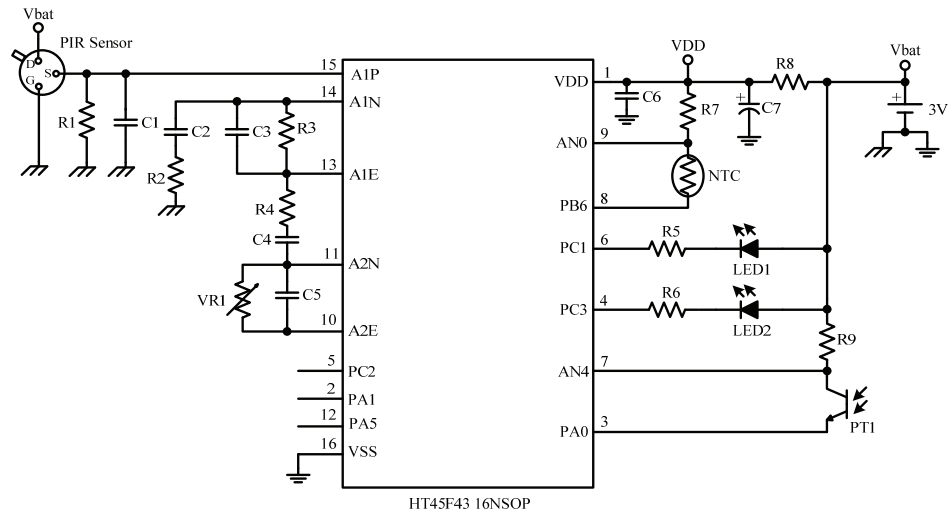 Vbat
PIR Sensor
D
S
G
R1
C1
C2
R2
C3
R3
R4
C4
VR1
C5
15 A1P
14 A1N
13 A1E
11 A2N
10 A2E
5 PC2
2 PA1
12 PA5
16 VSS
VDD 1
AN0 9
PB6 8
PC1 6
PC3 4
AN4 7
PA0 3
VDD
C6
R7
+
C7
R8
Vbat
+
3V
NTC
R5
LED1
R6
LED2
R9
PT1
HT45F43 16NSOP